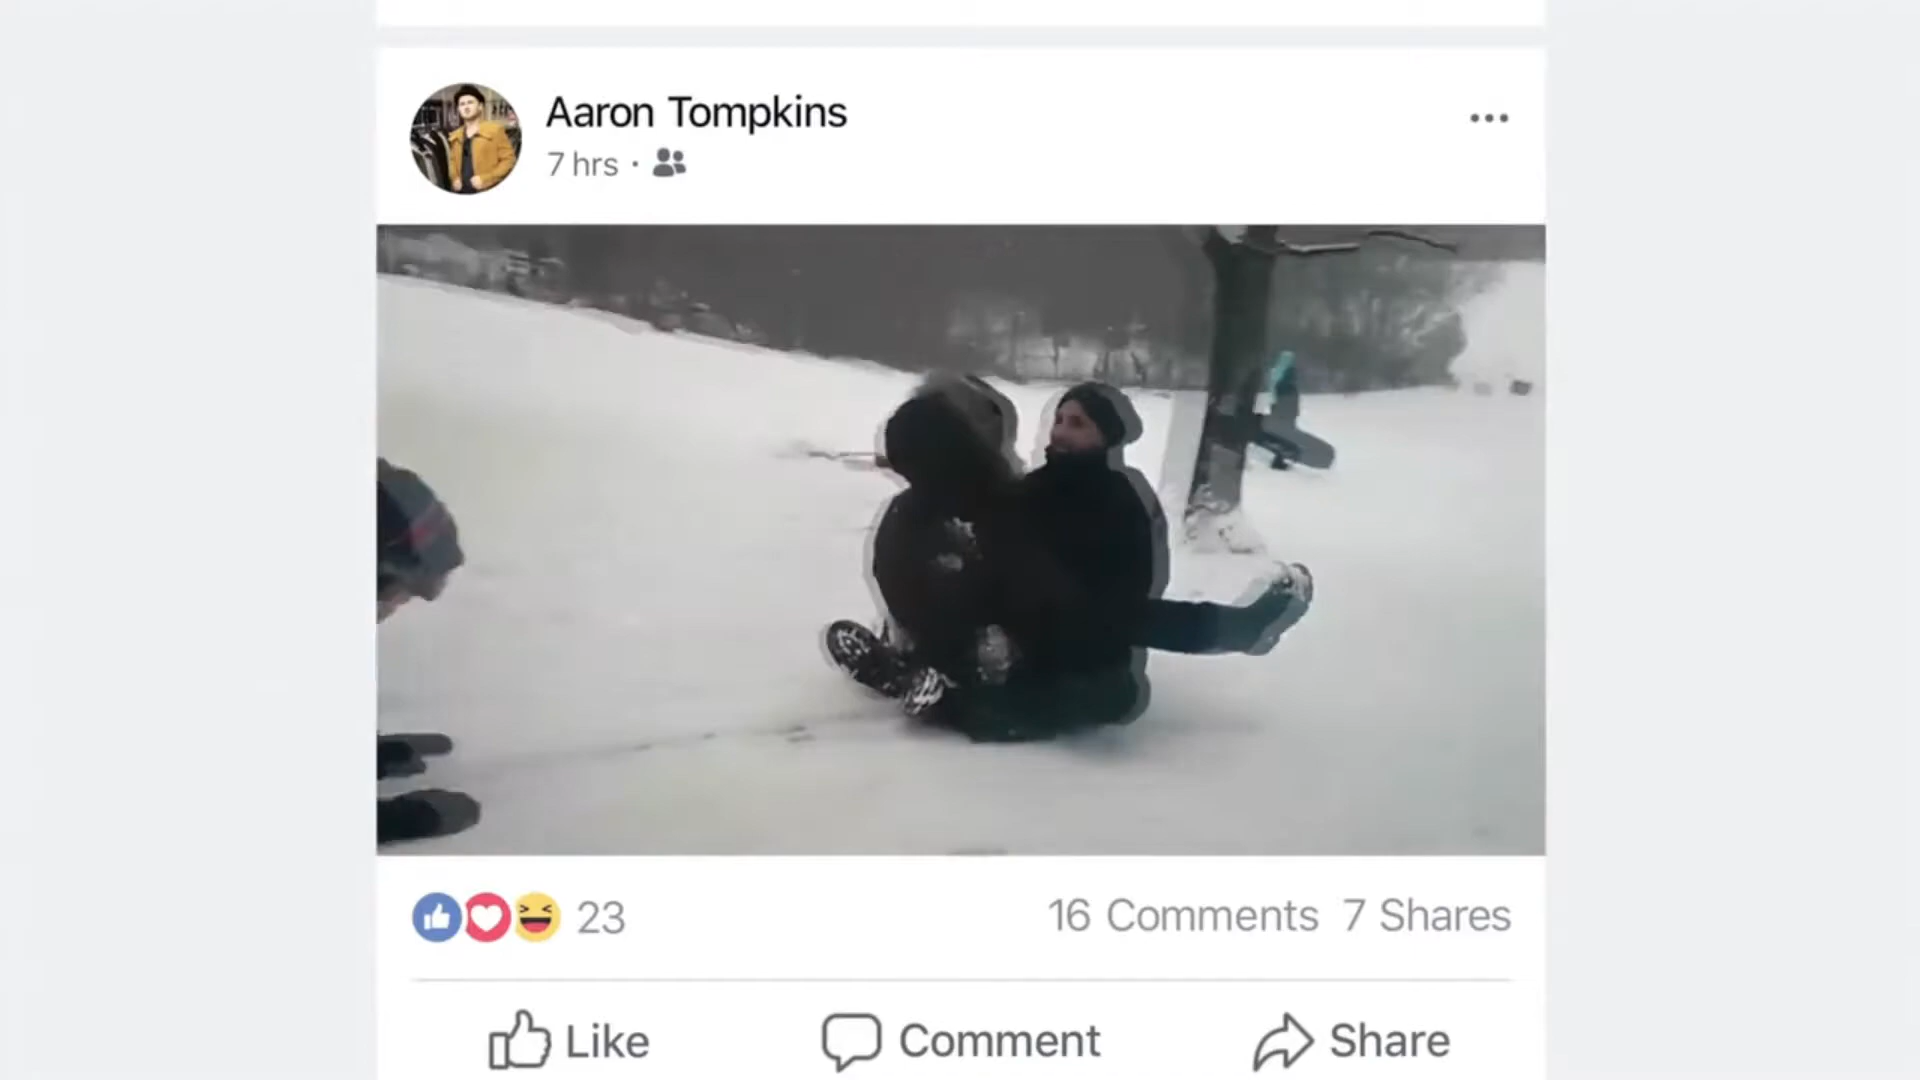 Aaron Tompkins
7 hrs ·
23
16 Comments 7 Shares
Like
Comment
Share